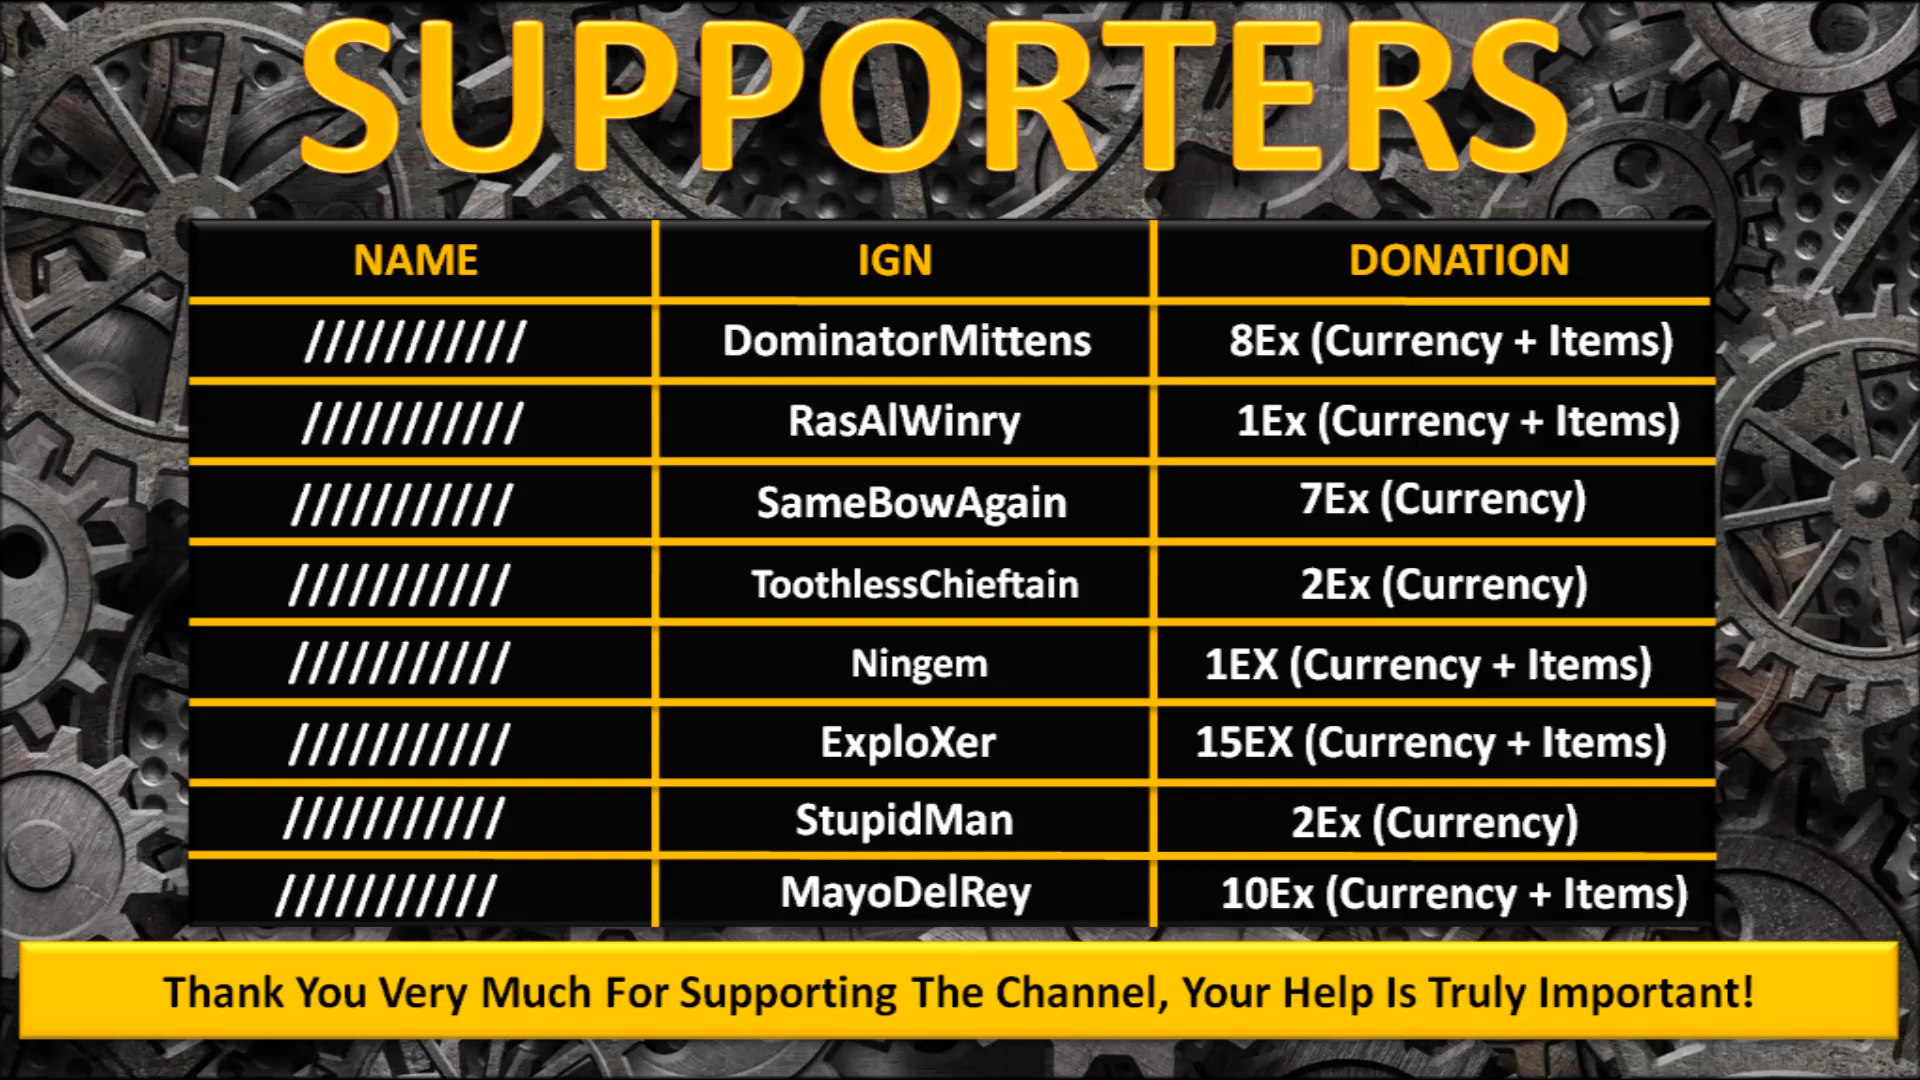 SUPPORTERS
NAME IGN DONATION
/////////// DominatorMittens 8Ex (Currency + Items)
/////////// RasAlWinry 1Ex (Currency + Items)
/////////// SameBowAgain 7Ex (Currency)
/////////// ToothlessChieftain 2Ex (Currency)
/////////// Ningem 1EX (Currency + Items)
/////////// ExploXer 15EX (Currency + Items)
/////////// StupidMan 2Ex (Currency)
/////////// MayoDelRey 10Ex (Currency + Items)
Thank You Very Much For Supporting The Channel, Your Help Is Truly Important!